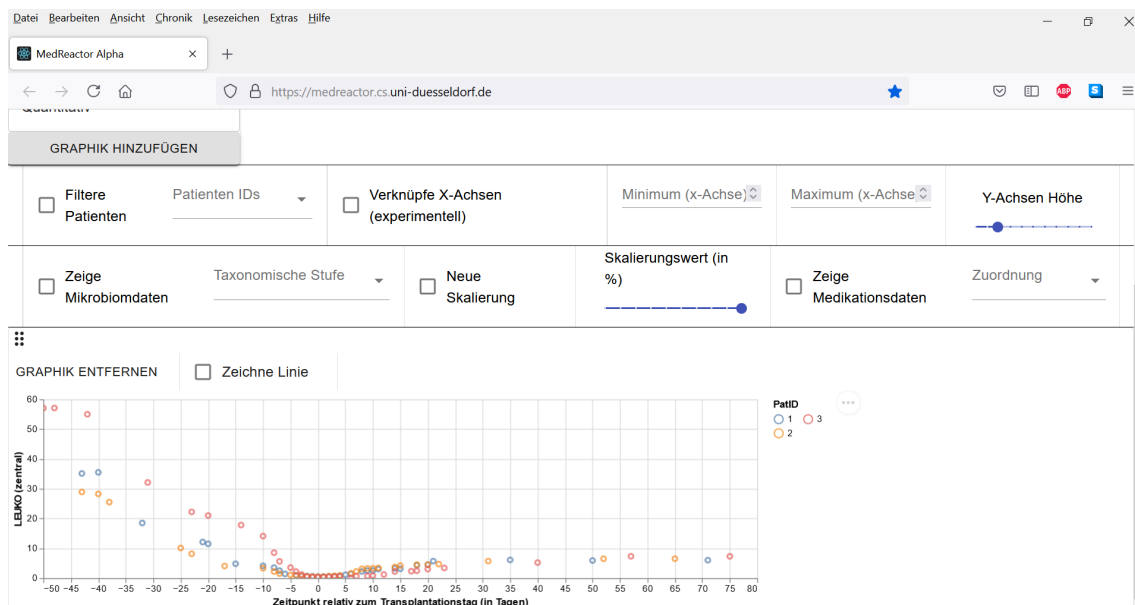 Datei Bearbeiten Ansicht Chronik Lesezeichen Extras Hilfe
MedReactor Alpha
https://medreactor.cs.uni-duesseldorf.de
ABP
S
Quantitativ
GRAPHIK HINZUFÜGEN
Filtere Patienten
Patienten IDs
Verknüpfe X-Achsen (experimentell)
Minimum (x-Achse)
Maximum (x-Achse
Y-Achsen Höhe
Zeige Mikrobiomdaten
Taxonomische Stufe
Neue Skalierung
Skalierungswert (in %)
Zeige Medikationsdaten
Zuordnung
GRAPHIK ENTFERNEN
Zeichne Linie
LEUKO (zentral)
60
50
40
30
20
10
0
−50 −45 −40 −35 −30 −25 −20 −15 −10 −5 0 5 10 15 20 25 30 35 40 45 50 55 60 65 70 75 80
Zeitpunkt relativ zum Transplantationstag (in Tagen)
PatID
1 3
2